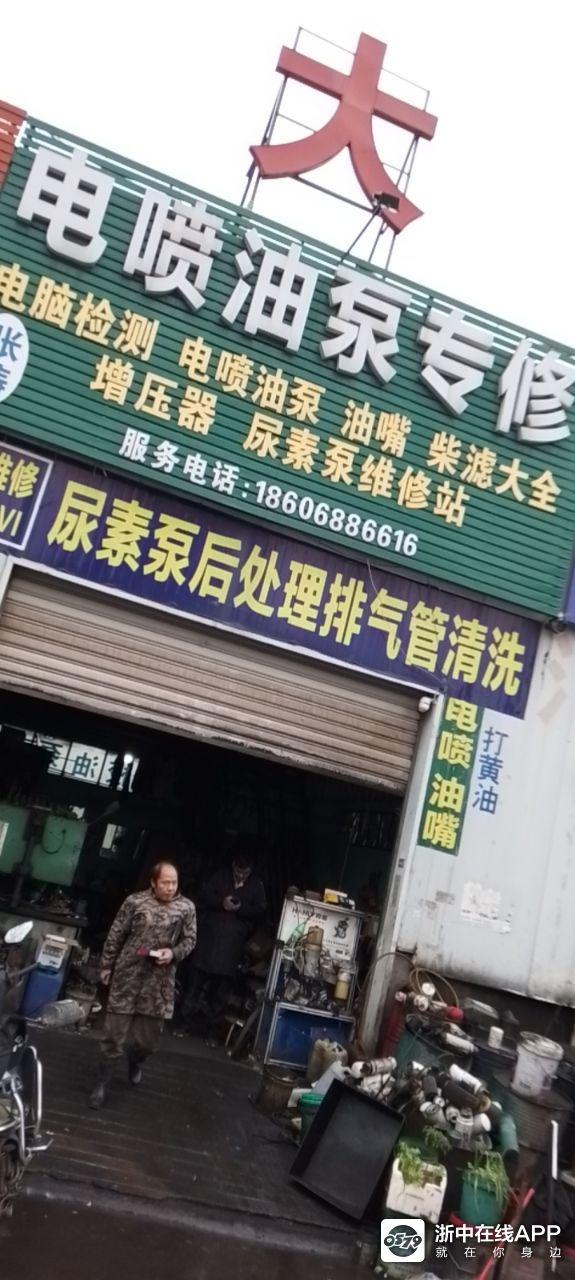 大
电喷油泵专修
电脑检测 电喷油泵 油嘴 柴滤大全
增压器 尿素泵维修站
服务电话:18606886616
维修
尿素泵后处理排气管清洗
电喷油嘴
打黄油
浙中在线APP
就在你身边